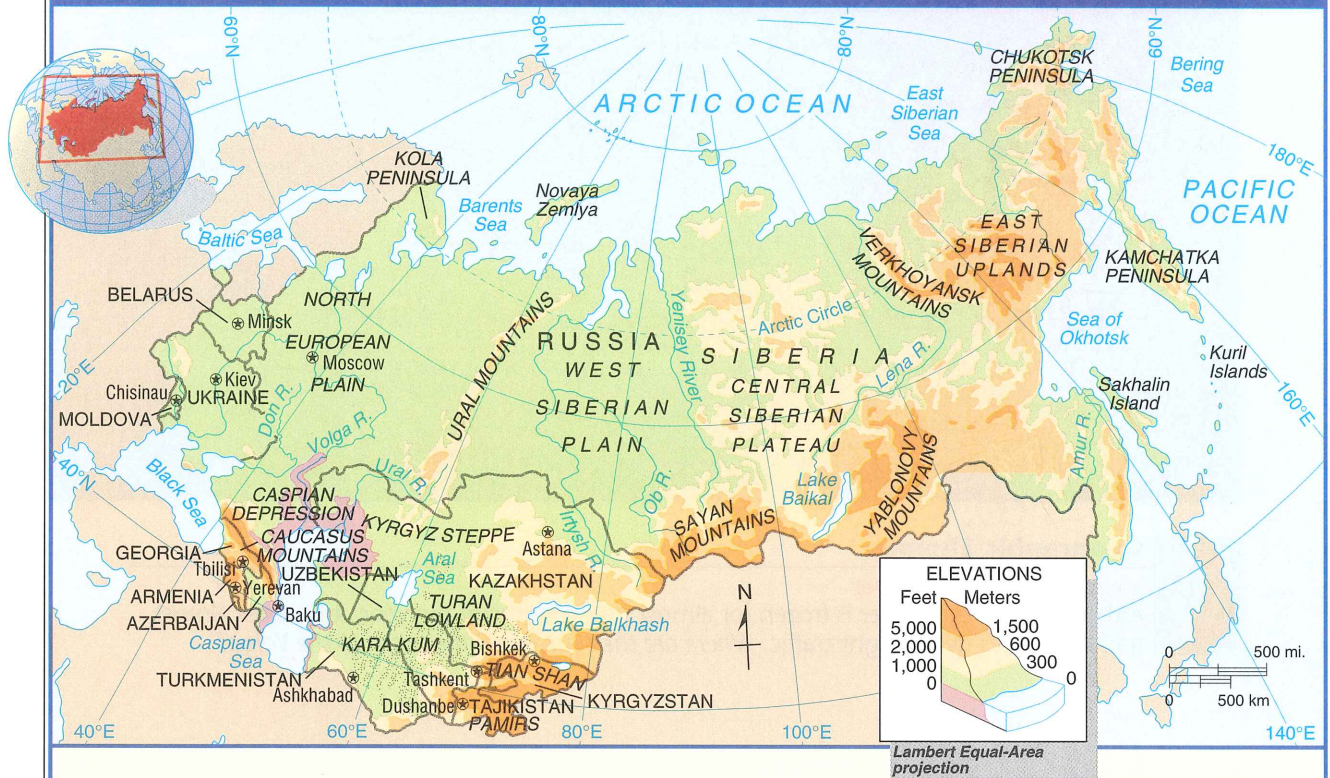 60°N
80°N
80°N
60°N
CHUKOTSK
PENINSULA
Bering
Sea
ARCTIC OCEAN
East
Siberian
Sea
180°E
KOLA
PENINSULA
Novaya
Zemlya
Barents
Sea
PACIFIC
OCEAN
Baltic Sea
EAST
SIBERIAN
UPLANDS
VERKHOYANSK
MOUNTAINS
KAMCHATKA
PENINSULA
BELARUS
Minsk
NORTH
EUROPEAN
PLAIN
Moscow
URAL MOUNTAINS
Yenisey River
Arctic Circle
RUSSIA
WEST
SIBERIAN
PLAIN
SIBERIA
CENTRAL
SIBERIAN
PLATEAU
Lena R.
Sea of
Okhotsk
Kuril
Islands
Sakhalin
Island
160°E
20°E
Chisinau
Kiev
UKRAINE
MOLDOVA
Don R.
Volga R.
Ural R.
40°N
Black Sea
Ob R.
Irtysh R.
Lake
Baikal
YABLONOVY
MOUNTAINS
SAYAN
MOUNTAINS
Amur R.
CASPIAN
DEPRESSION
KYRGYZ STEPPE
CAUCASUS
MOUNTAINS
Astana
GEORGIA
Tbilisi
UZBEKISTAN
Aral
Sea
KAZAKHSTAN
ARMENIA
Yerevan
AZERBAIJAN
Baku
TURAN
LOWLAND
Lake Balkhash
Caspian
Sea
KARA KUM
Bishkek
TURKMENISTAN
Ashkhabad
Tashkent
TIAN SHAN
KYRGYZSTAN
Dushanbe
TAJIKISTAN
PAMIRS
N
ELEVATIONS
Feet Meters
5,000 1,500
2,000 600
1,000 300
0 0
0 500 mi.
0 500 km
40°E
60°E
80°E
100°E
140°E
Lambert Equal-Area
projection